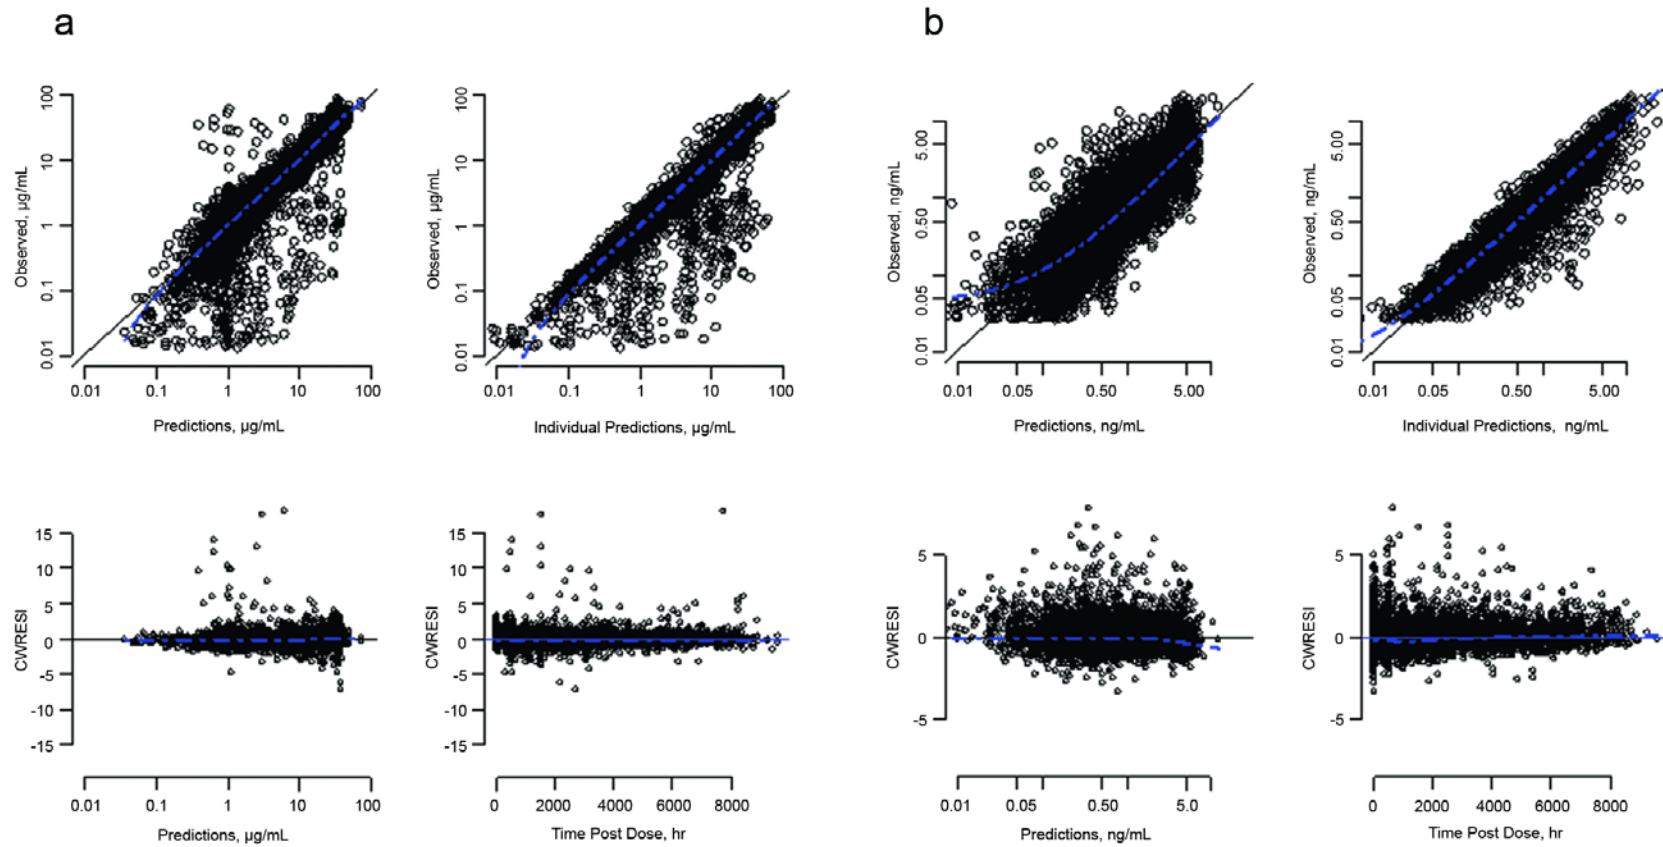 a
b
100
10
1
0.1
0.01
Observed, µg/mL
0.01 0.1 1 10 100
Predictions, µg/mL
100
10
1
0.1
0.01
Observed, µg/mL
0.01 0.1 1 10 100
Individual Predictions, µg/mL
5.00
0.50
0.05
0.01
Observed, ng/mL
0.01 0.05 0.50 5.00
Predictions, ng/mL
5.00
0.50
0.05
0.01
Observed, ng/mL
0.01 0.05 0.50 5.00
Individual Predictions, ng/mL
15
10
5
0
-5
-10
-15
CWRESI
0.01 0.1 1 10 100
Predictions, µg/mL
15
10
5
0
-5
-10
-15
CWRESI
0 2000 4000 6000 8000
Time Post Dose, hr
5
0
-5
CWRESI
0.01 0.05 0.50 5.0
Predictions, ng/mL
5
0
-5
CWRESI
0 2000 4000 6000 8000
Time Post Dose, hr